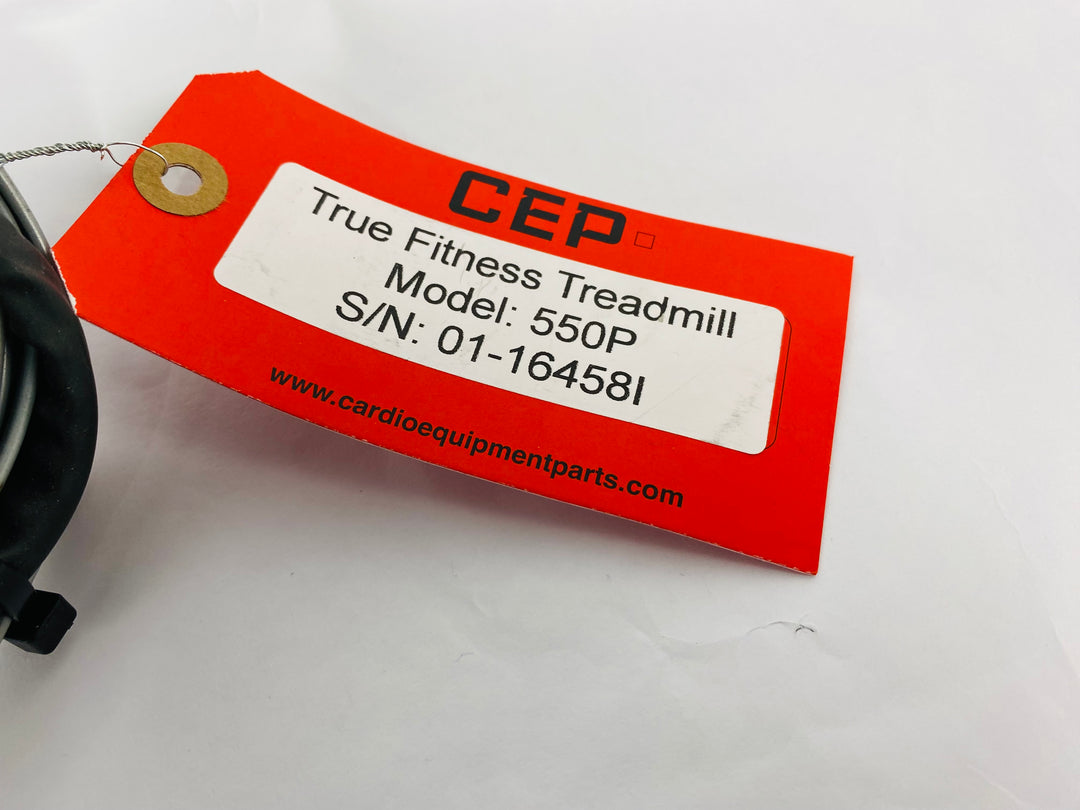 CEP
True Fitness Treadmill
Model: 550P
S/N: 01-16458I
www.cardioequipmentparts.com